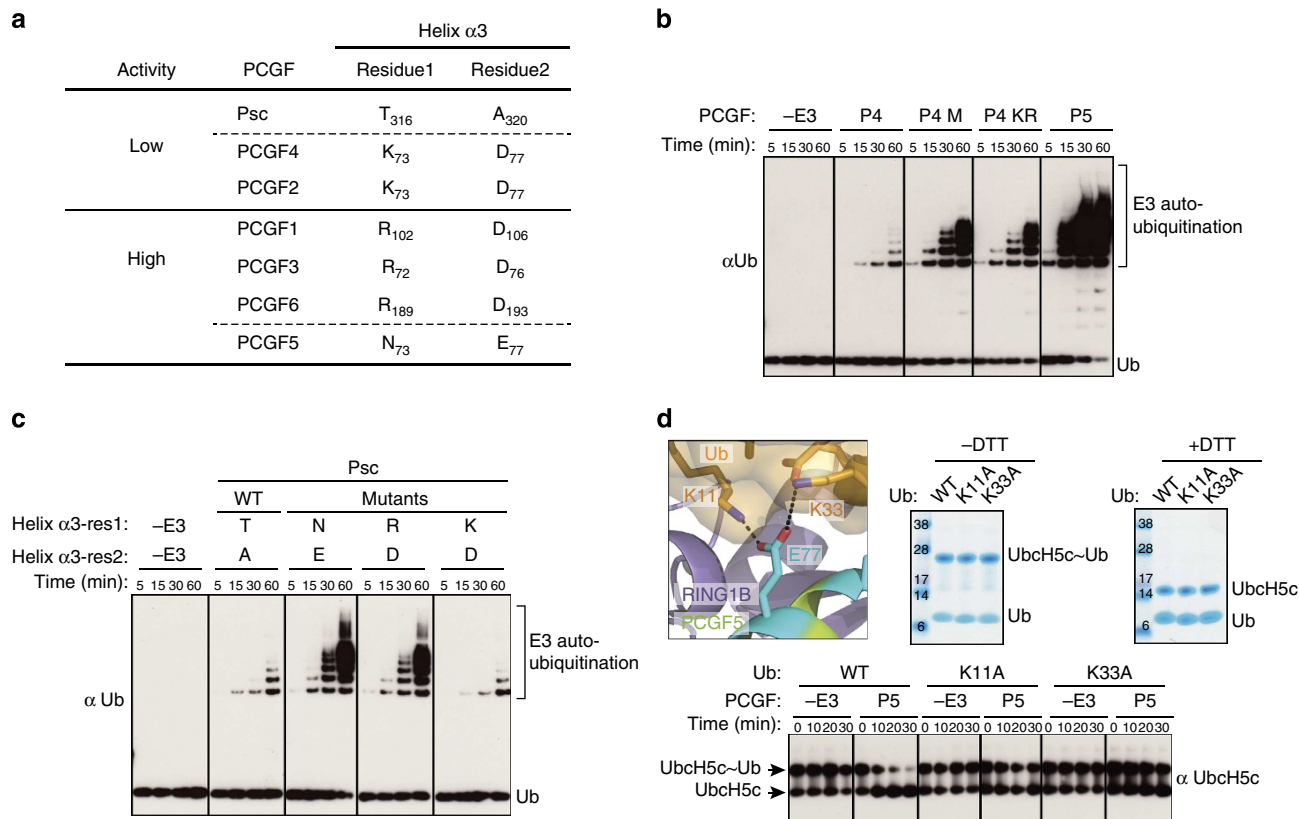 a
Helix α3
Activity PCGF Residue1 Residue2
Psc T316 A320
Low
PCGF4 K73 D77
PCGF2 K73 D77
PCGF1 R102 D106
High
PCGF3 R72 D76
PCGF6 R189 D193
PCGF5 N73 E77
b
PCGF: –E3 P4 P4 M P4 KR P5
Time (min): 5 15 30 60 5 15 30 60 5 15 30 60 5 15 30 60 5 15 30 60
E3 auto-
ubiquitination
αUb
Ub
c
Psc
WT Mutants
Helix α3-res1: –E3 T N R K
Helix α3-res2: –E3 A E D D
Time (min): 5 15 30 60 5 15 30 60 5 15 30 60 5 15 30 60 5 15 30 60
E3 auto-
ubiquitination
α Ub
Ub
d
Ub
K11
K33
E77
RING1B
PCGF5
–DTT
Ub: WT K11A K33A
38
28
17
14
6
UbcH5c~Ub
Ub
+DTT
Ub: WT K11A K33A
38
28
17
14
6
UbcH5c
Ub
Ub: WT K11A K33A
PCGF: –E3 P5 –E3 P5 –E3 P5
Time (min): 0 10 20 30 0 10 20 30 0 10 20 30 0 10 20 30 0 10 20 30 0 10 20 30
UbcH5c~Ub
UbcH5c
α UbcH5c